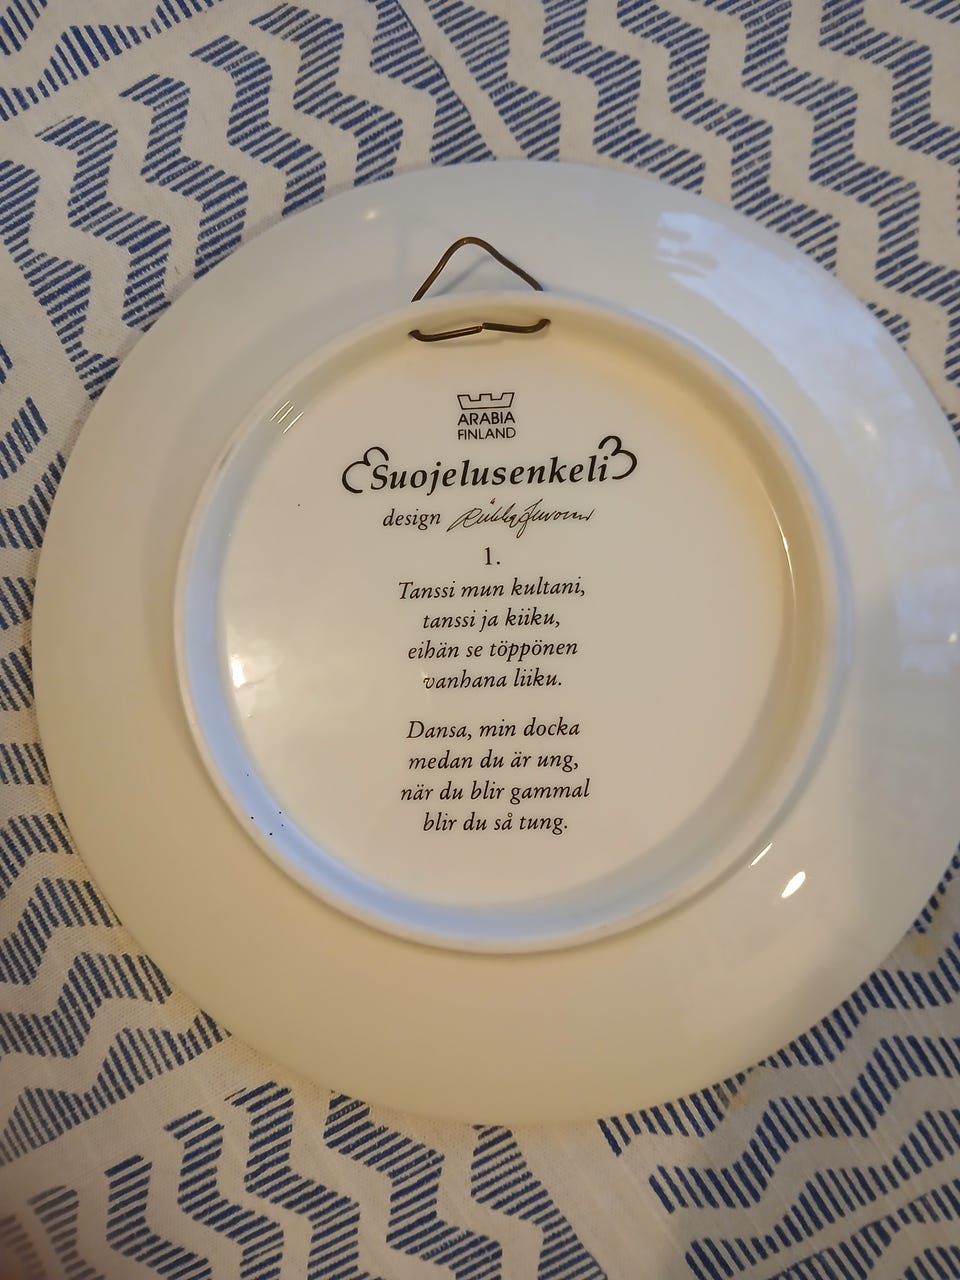 ARABIA
FINLAND
Suojelusenkeli
design
1.
Tanssi mun kultani,
tanssi ja kiiku,
eihän se töppönen
vanhana liiku.
Dansa, min docka
medan du är ung,
när du blir gammal
blir du så tung.